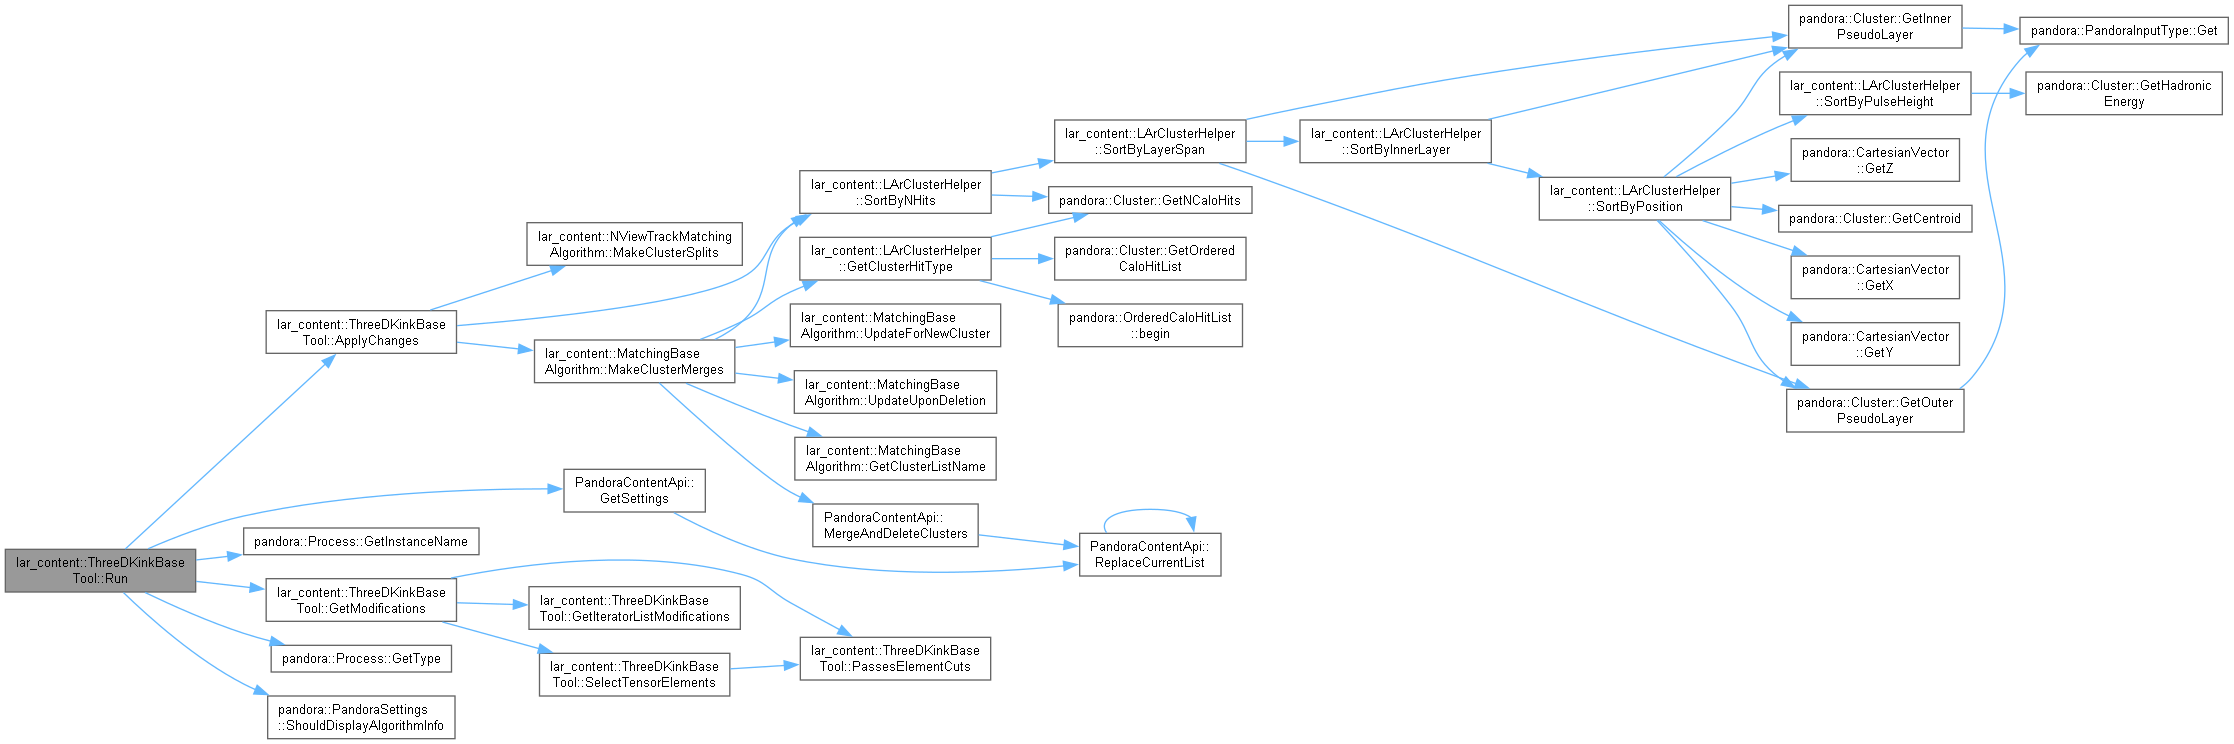 lar_content::ThreeDKinkBase
Tool::Run
lar_content::ThreeDKinkBase
Tool::ApplyChanges
PandoraContentApi::
GetSettings
pandora::Process::GetInstanceName
lar_content::ThreeDKinkBase
Tool::GetModifications
pandora::Process::GetType
pandora::PandoraSettings
::ShouldDisplayAlgorithmInfo
lar_content::NViewTrackMatching
Algorithm::MakeClusterSplits
lar_content::MatchingBase
Algorithm::MakeClusterMerges
lar_content::ThreeDKinkBase
Tool::GetIteratorListModifications
lar_content::ThreeDKinkBase
Tool::SelectTensorElements
lar_content::LArClusterHelper
::SortByNHits
lar_content::LArClusterHelper
::GetClusterHitType
lar_content::MatchingBase
Algorithm::UpdateForNewCluster
lar_content::MatchingBase
Algorithm::UpdateUponDeletion
lar_content::MatchingBase
Algorithm::GetClusterListName
PandoraContentApi::
MergeAndDeleteClusters
lar_content::ThreeDKinkBase
Tool::PassesElementCuts
lar_content::LArClusterHelper
::SortByLayerSpan
pandora::Cluster::GetNCaloHits
pandora::Cluster::GetOrdered
CaloHitList
pandora::OrderedCaloHitList
::begin
PandoraContentApi::
ReplaceCurrentList
lar_content::LArClusterHelper
::SortByInnerLayer
lar_content::LArClusterHelper
::SortByPosition
pandora::Cluster::GetInner
PseudoLayer
lar_content::LArClusterHelper
::SortByPulseHeight
pandora::CartesianVector
::GetZ
pandora::Cluster::GetCentroid
pandora::CartesianVector
::GetX
pandora::CartesianVector
::GetY
pandora::Cluster::GetOuter
PseudoLayer
pandora::PandoraInputType::Get
pandora::Cluster::GetHadronic
Energy